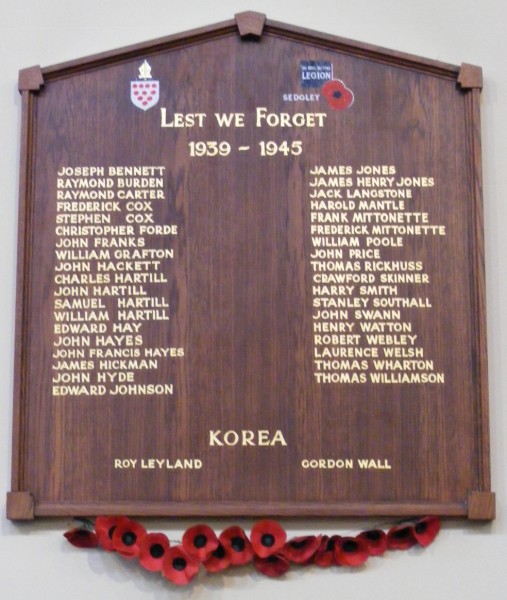 LEGION
SEDGLEY
LEST WE FORGET
1939 - 1945
JOSEPH BENNETT
RAYMOND BURDEN
RAYMOND CARTER
FREDERICK COX
STEPHEN COX
CHRISTOPHER FORDE
JOHN FRANKS
WILLIAM GRAFTON
JOHN HACKETT
CHARLES HARTILL
JOHN HARTILL
SAMUEL HARTILL
WILLIAM HARTILL
EDWARD HAY
JOHN HAYES
JOHN FRANCIS HAYES
JAMES HICKMAN
JOHN HYDE
EDWARD JOHNSON
JAMES JONES
JAMES HENRY JONES
JACK LANGSTONE
HAROLD MANTLE
FRANK MITTONETTE
FREDERICK MITTONETTE
WILLIAM POOLE
JOHN PRICE
THOMAS RICKHUSS
CRAWFORD SKINNER
HARRY SMITH
STANLEY SOUTHALL
JOHN SWANN
HENRY WATTON
ROBERT WEBLEY
LAURENCE WELSH
THOMAS WHARTON
THOMAS WILLIAMSON
KOREA
ROY LEYLAND
GORDON WALL